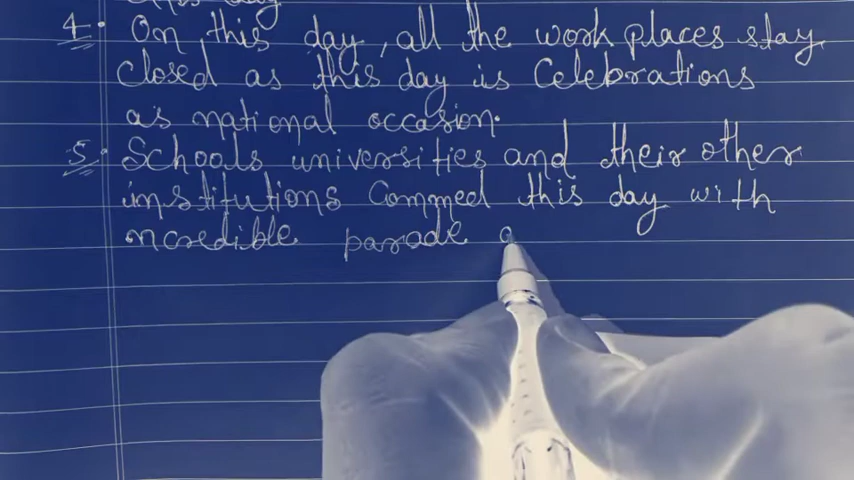 4. On this day, all the work places stay
closed as this day is Celebrations
as national occasion.
5. Schools universities and their other
institutions Commed this day with
incredible parade